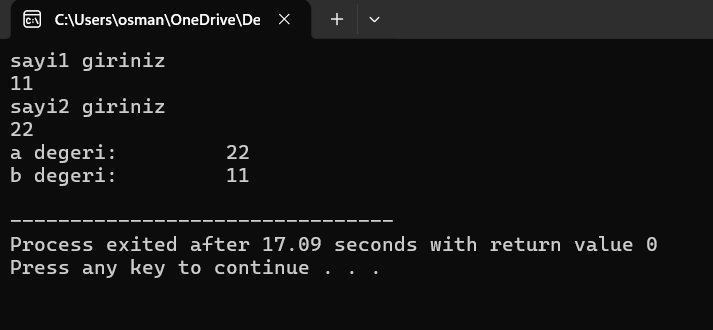 C:\Users\osman\OneDrive\De
sayi1 giriniz
11
sayi2 giriniz
22
a degeri:         22
b degeri:         11
--------------------------------
Process exited after 17.09 seconds with return value 0
Press any key to continue . . .